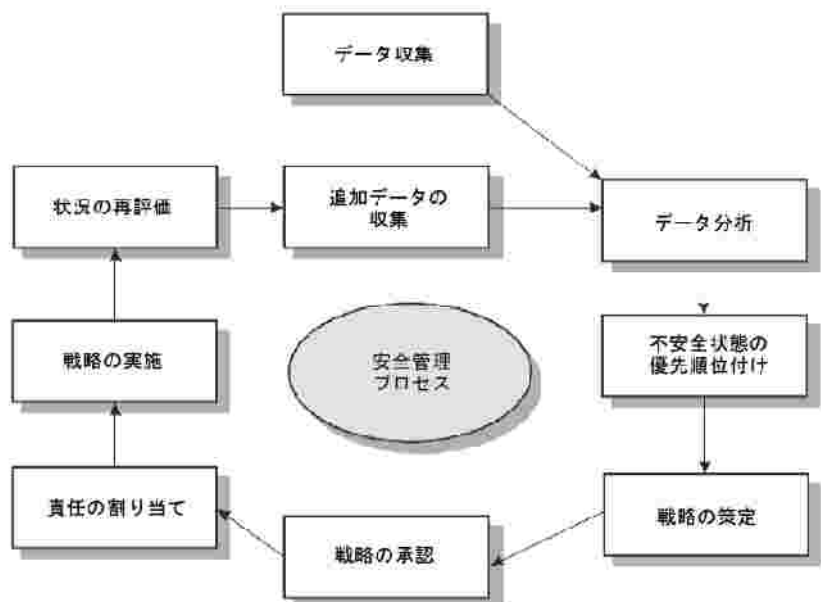 データ収集
状況の再評価
追加データの
収集
データ分析
戦略の実施
安全管理
プロセス
不安全状態の
優先順位付け
責任の割り当て
戦略の承認
戦略の策定